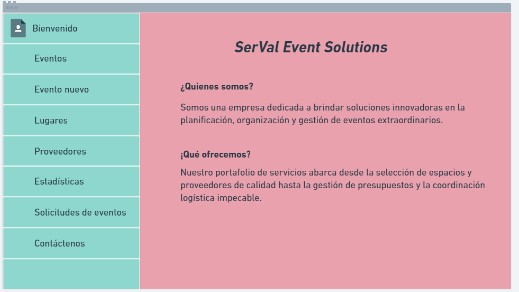 Bienvenido
Eventos
Evento nuevo
Lugares
Proveedores
Estadísticas
Solicitudes de eventos
Contáctenos
SerVal Event Solutions
¿Quienes somos?
Somos una empresa dedicada a brindar soluciones innovadoras en la
planificación, organización y gestión de eventos extraordinarios.
¡Qué ofrecemos?
Nuestro portafolio de servicios abarca desde la selección de espacios y
proveedores de calidad hasta la gestión de presupuestos y la coordinación
logística impecable.